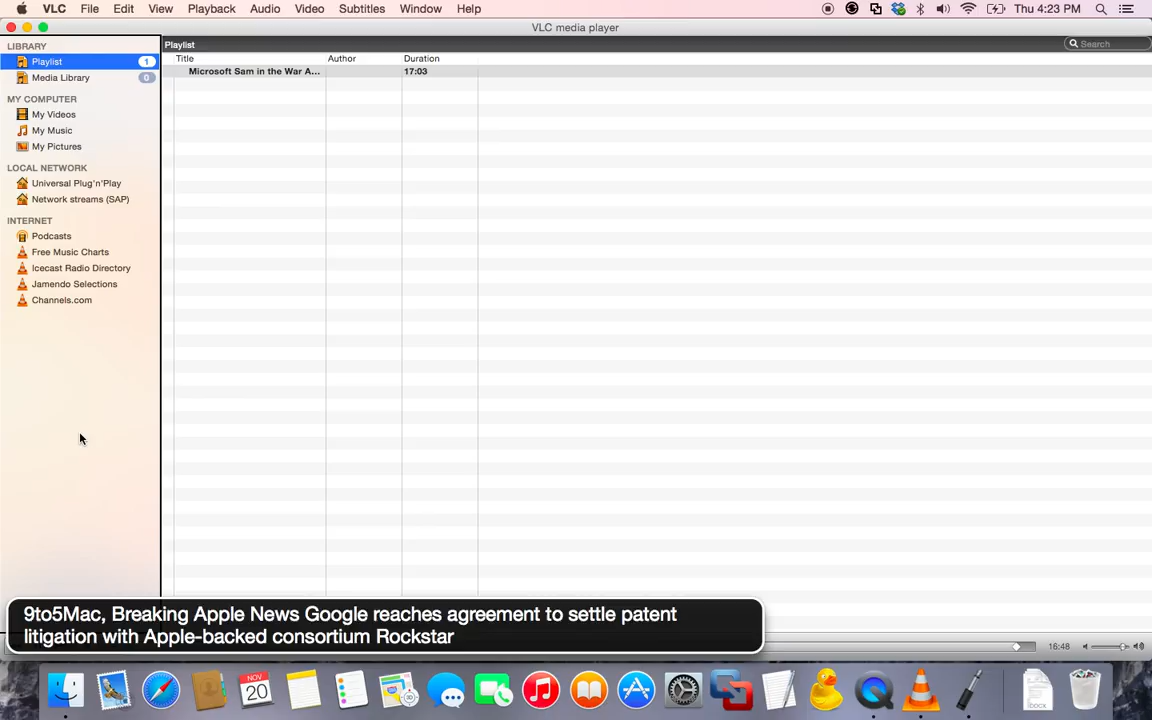 VLC File Edit View Playback Audio Video Subtitles Window Help Thu 4:23 PM
VLC media player
LIBRARY
Playlist 1
Media Library 0
MY COMPUTER
My Videos
My Music
My Pictures
LOCAL NETWORK
Universal Plug'n'Play
Network streams (SAP)
INTERNET
Podcasts
Free Music Charts
Icecast Radio Directory
Jamendo Selections
Channels.com
Playlist Search
Title Author Duration
Microsoft Sam in the War A... 17:03
9to5Mac, Breaking Apple News Google reaches agreement to settle patent
litigation with Apple-backed consortium Rockstar
16:48
NOV
20
3D
DOCX